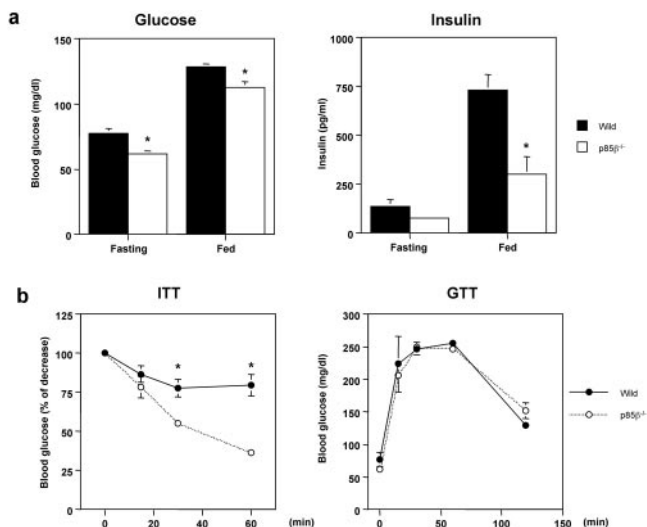 a
Glucose
Insulin
Blood glucose (mg/dl)
150
100
50
0
*
*
Fasting
Fed
Insulin (pg/ml)
750
500
250
0
*
Fasting
Fed
Wild
p85β-/-
b
ITT
GTT
Blood glucose (% of decrease)
125
100
75
50
25
0
*
*
0
20
40
60
(min)
Blood glucose (mg/dl)
300
250
200
150
100
50
0
0
50
100
150
(min)
Wild
p85β-/-